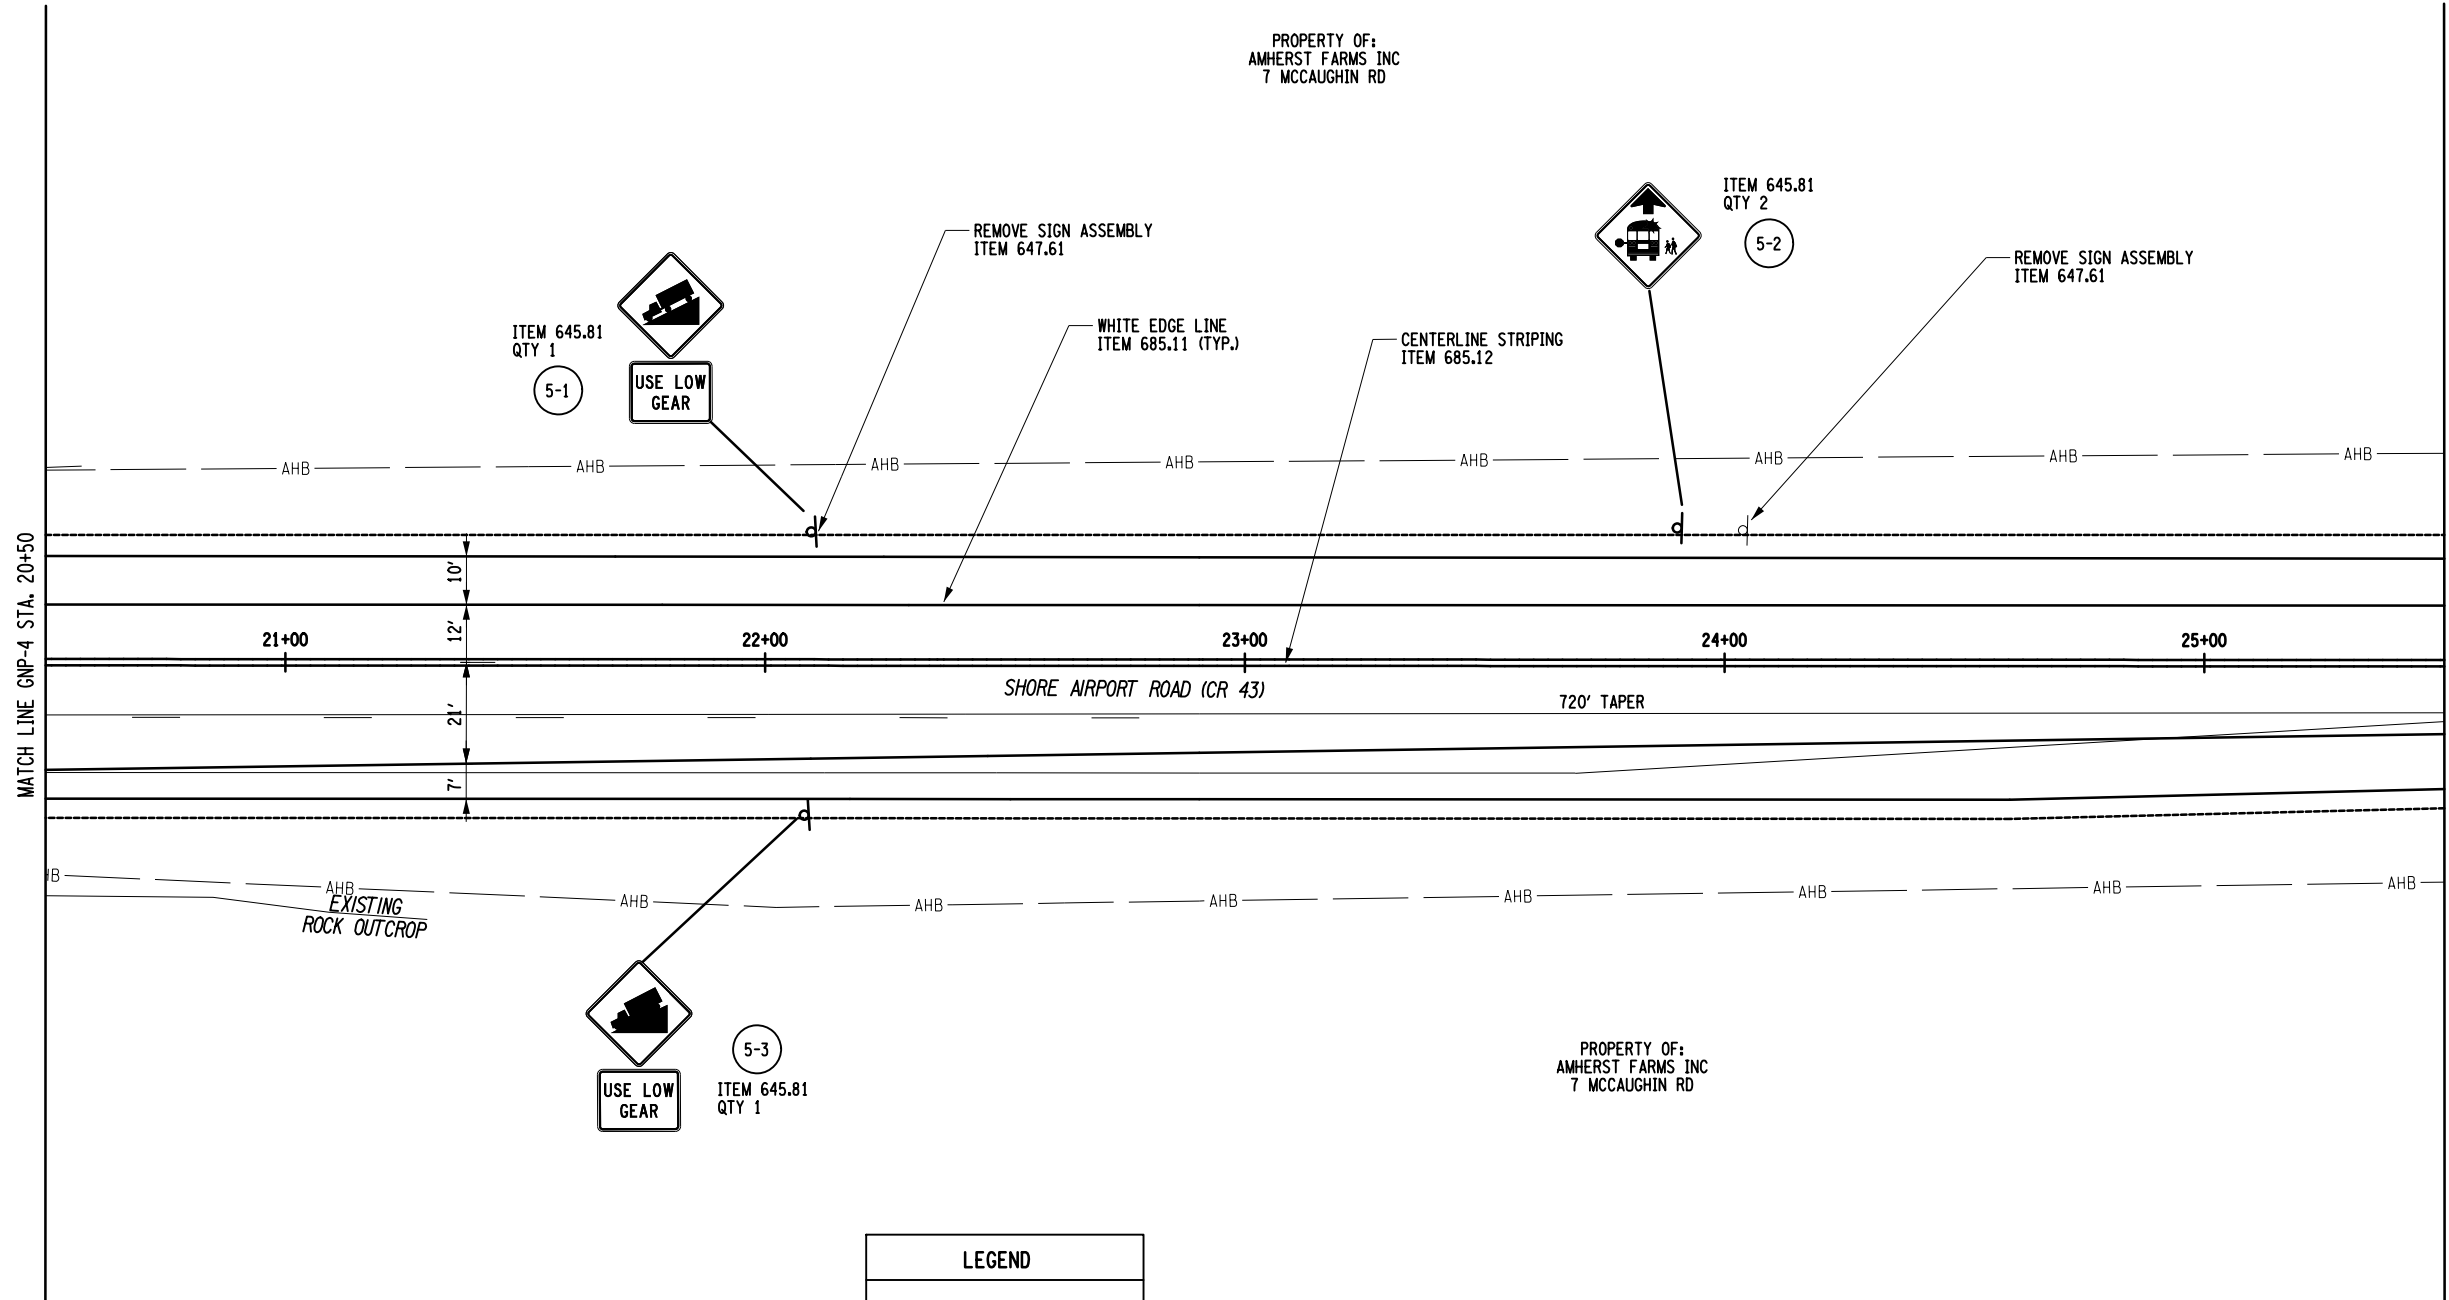 PROPERTY OF:
AMHERST FARMS INC
7 MCCAUGHIN RD
ITEM 645.81
QTY 2
5-2
REMOVE SIGN ASSEMBLY
ITEM 647.61
REMOVE SIGN ASSEMBLY
ITEM 647.61
ITEM 645.81
QTY 1
5-1
USE LOW
GEAR
WHITE EDGE LINE
ITEM 685.11 (TYP.)
CENTERLINE STRIPING
ITEM 685.12
AHB
AHB
AHB
AHB
AHB
AHB
AHB
AHB
MATCH LINE GNP-4 STA. 20+50
10'
12'
21'
7'
21+00
22+00
23+00
24+00
25+00
SHORE AIRPORT ROAD (CR 43)
720' TAPER
HB
AHB
AHB
AHB
AHB
AHB
AHB
AHB
AHB
EXISTING
ROCK OUTCROP
USE LOW
GEAR
5-3
ITEM 645.81
QTY 1
PROPERTY OF:
AMHERST FARMS INC
7 MCCAUGHIN RD
LEGEND